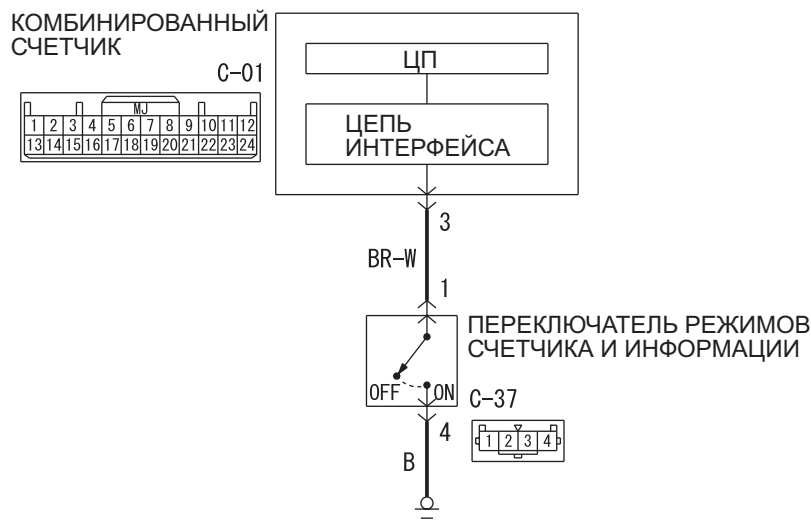 КОМБИНИРОВАННЫЙ
СЧЕТЧИК
C-01
MJ
1 2 3 4 5 6 7 8 9 10 11 12
13 14 15 16 17 18 19 20 21 22 23 24
ЦП
ЦЕПЬ
ИНТЕРФЕЙСА
3
BR-W
1
ПЕРЕКЛЮЧАТЕЛЬ РЕЖИМОВ
СЧЕТЧИКА И ИНФОРМАЦИИ
OFF ON
C-37
4
1 2 3 4
B